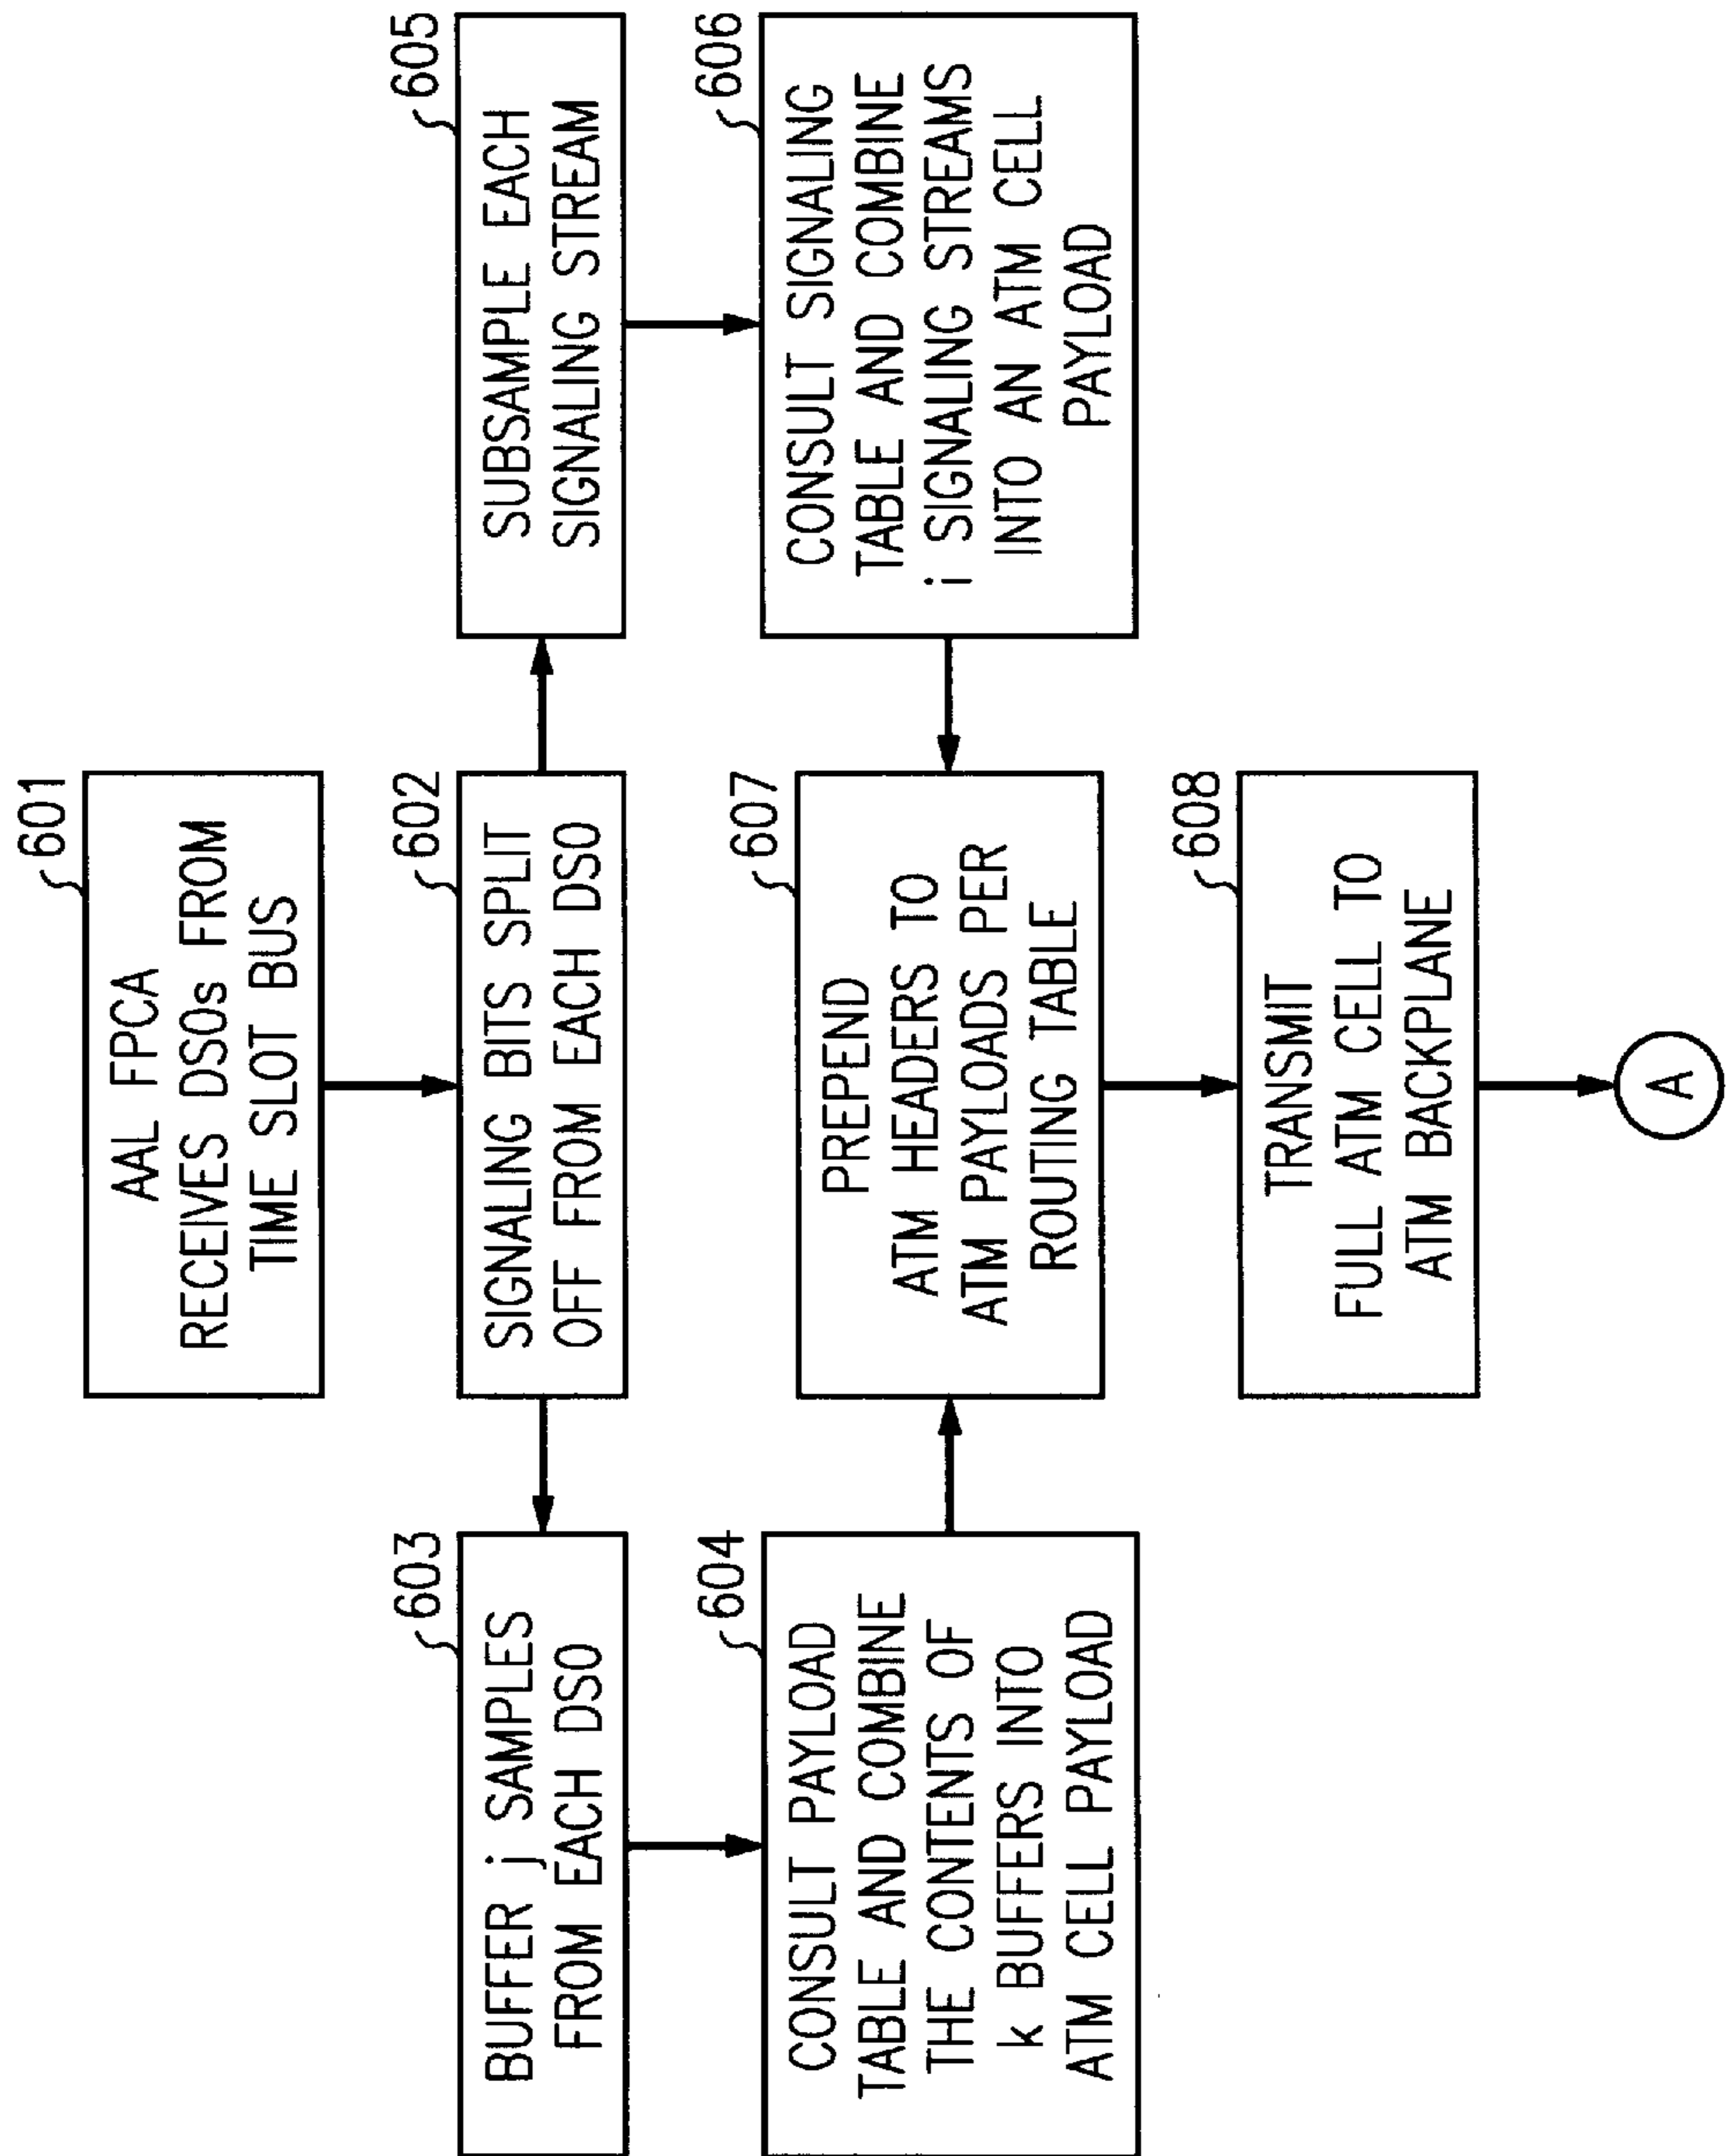 601
AAL FPCA
RECEIVES DSOs FROM
TIME SLOT BUS
602
SIGNALING BITS SPLIT
OFF FROM EACH DSO
603
BUFFER j SAMPLES
FROM EACH DSO
604
CONSULT PAYLOAD
TABLE AND COMBINE
THE CONTENTS OF
k BUFFERS INTO
ATM CELL PAYLOAD
605
SUBSAMPLE EACH
SIGNALING STREAM
606
CONSULT SIGNALING
TABLE AND COMBINE
i SIGNALING STREAMS
INTO AN ATM CELL
PAYLOAD
607
PREPEND
ATM HEADERS TO
ATM PAYLOADS PER
ROUTING TABLE
608
TRANSMIT
FULL ATM CELL TO
ATM BACKPLANE
A